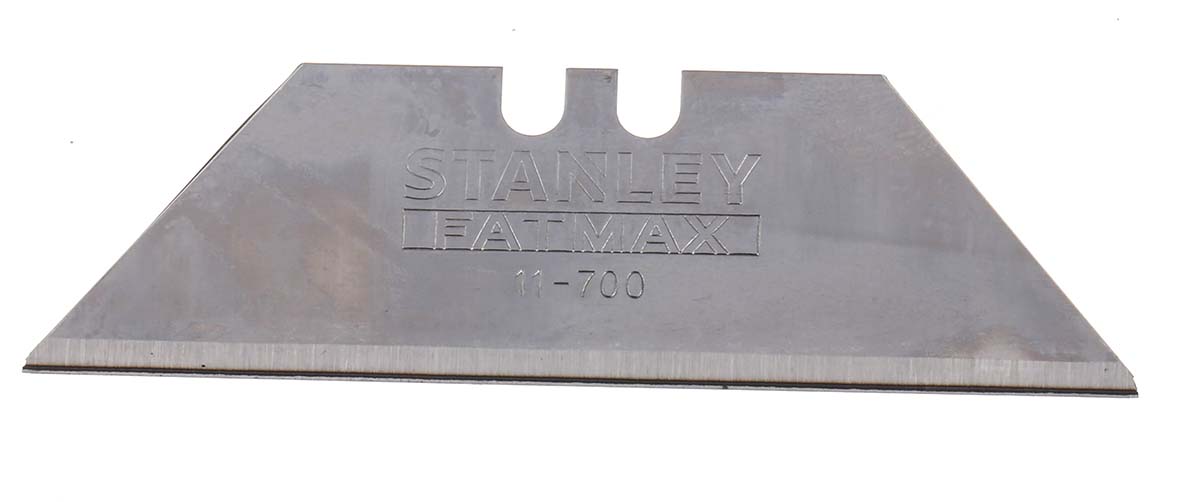 STANLEY
FATMAX
11-700